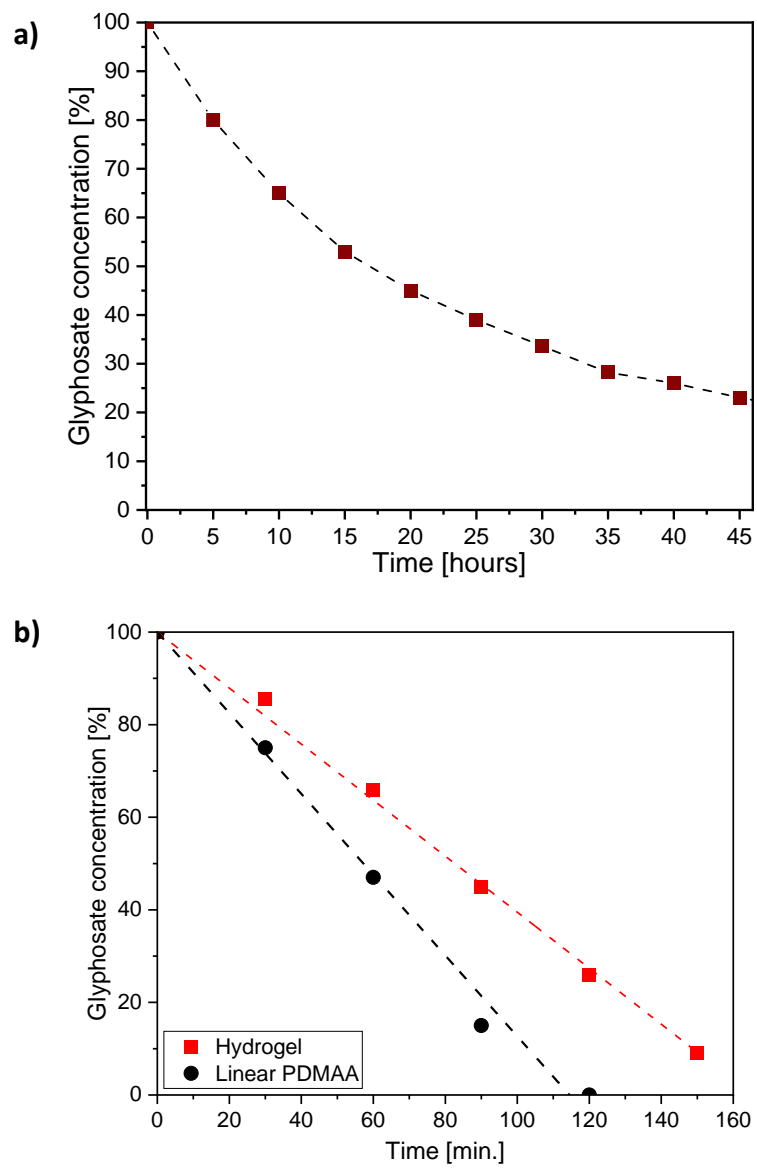 a)
Glyphosate concentration [%]
100
90
80
70
60
50
40
30
20
10
0
0 5 10 15 20 25 30 35 40 45
Time [hours]
b)
Glyphosate concentration [%]
100
80
60
40
20
0
Hydrogel
Linear PDMAA
0 20 40 60 80 100 120 140 160
Time [min.]